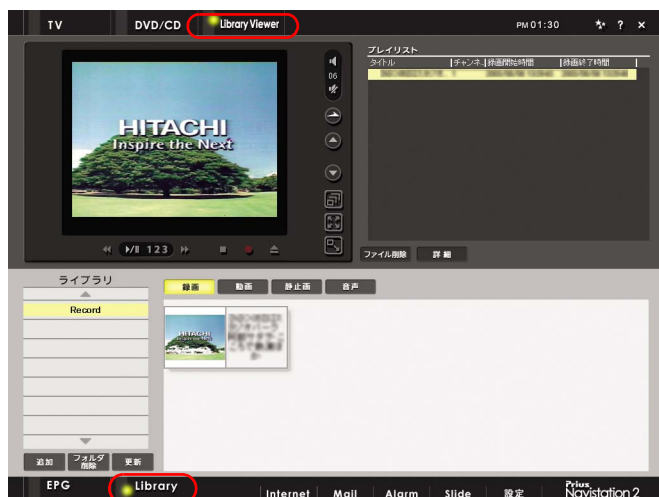 TV DVD/CD Library Viewer PM 01:30 ? ×
プレイリスト
タイトル チャンネ. 録画開始時間 録画終了時間
06
HITACHI
Inspire the Next
123
ファイル削除 詳細
ライブラリ
録画 動画 静止画 音声
Record
HITACHI
Inspire the Next
追加 フォルダ削除 更新
EPG Library Internet Mail Alarm Slide 設定 Prius Navistation 2